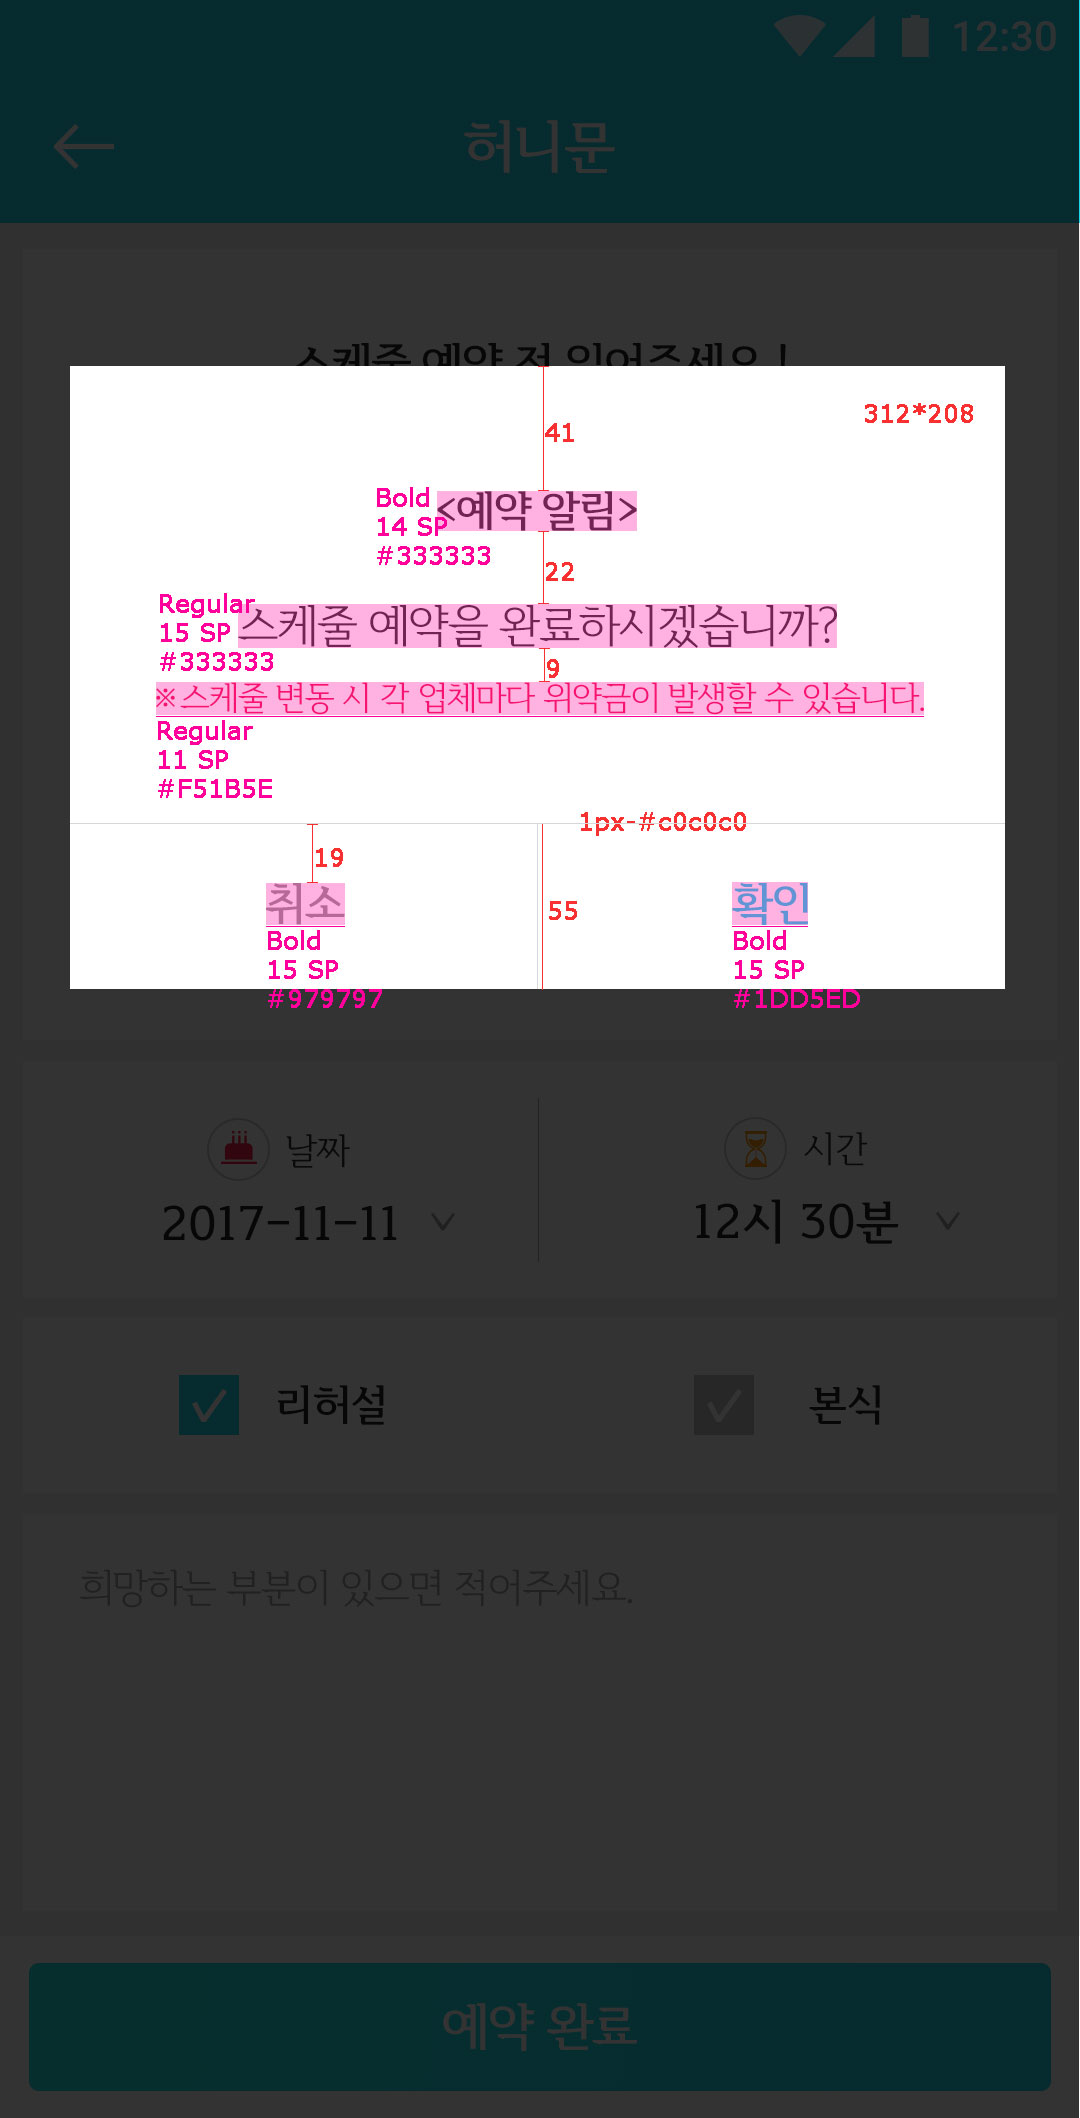 12:30
허니문
스케줄 예약 전 읽어주세요!
312*208
41
Bold
14 SP
#333333
<예약 알림>
22
Regular
15 SP
#333333
스케줄 예약을 완료하시겠습니까?
9
※스케줄 변동 시 각 업체마다 위약금이 발생할 수 있습니다.
Regular
11 SP
#F51B5E
1px-#c0c0c0
19
55
취소
Bold
15 SP
#979797
확인
Bold
15 SP
#1DD5ED
날짜
2017-11-11
시간
12시 30분
리허설
본식
희망하는 부분이 있으면 적어주세요.
예약 완료